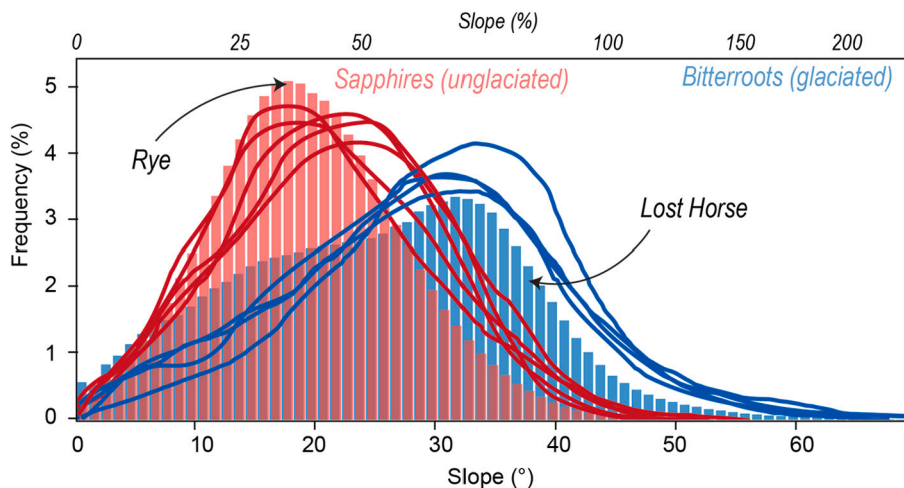 Slope (%)
0 25 50 100 150 200
Sapphires (unglaciated) Bitterroots (glaciated)
Rye
Lost Horse
Frequency (%)
5
4
3
2
1
0
0 10 20 30 40 50 60
Slope (°)